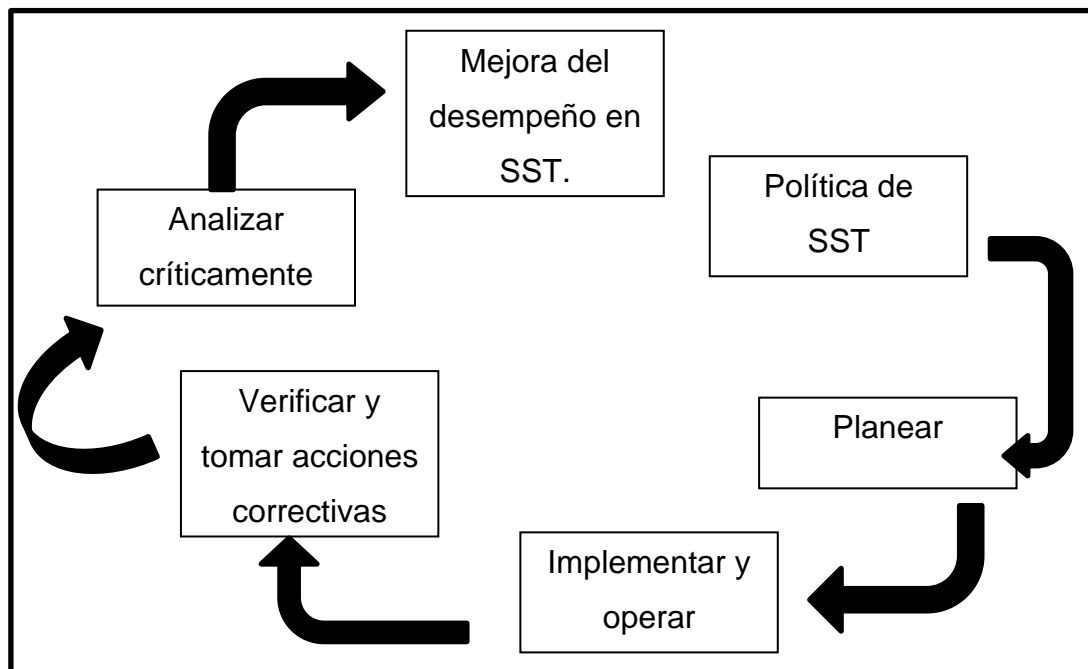 Mejora del
desempeño en
SST.
Política de
SST
Analizar
críticamente
Verificar y
tomar acciones
correctivas
Planear
Implementar y
operar